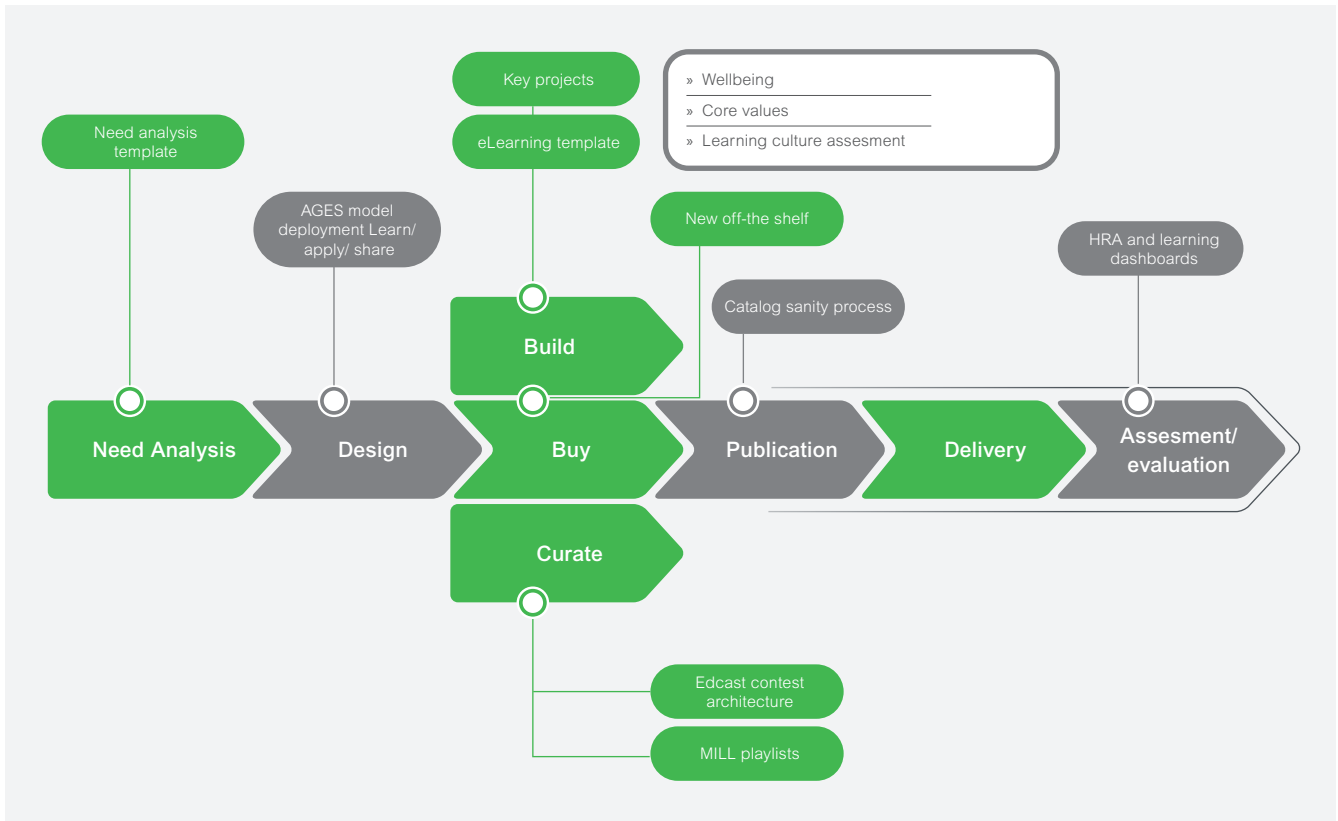 Key projects
» Wellbeing
» Core values
» Learning culture assesment
Need analysis
template
eLearning template
AGES model
deployment Learn/
apply/ share
New off-the shelf
HRA and learning
dashboards
Catalog sanity process
Build
Need Analysis
Design
Buy
Publication
Delivery
Assesment/
evaluation
Curate
Edcast contest
architecture
MILL playlists